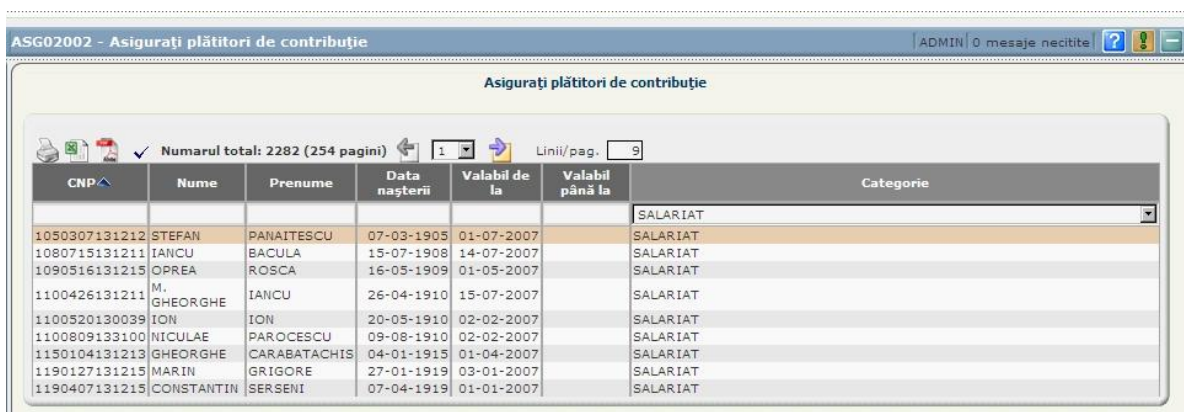 ASG02002 - Asiguraţi plătitori de contribuţie ADMIN 0 mesaje necitite
Asiguraţi plătitori de contribuţie
Numarul total: 2282 (254 pagini) 1 Linii/pag. 9
CNP Nume Prenume Data naşterii Valabil de la Valabil până la Categorie
SALARIAT
1050307131212 STEFAN PANAITESCU 07-03-1905 01-07-2007 SALARIAT
1080715131211 IANCU BACULA 15-07-1908 14-07-2007 SALARIAT
1090516131215 OPREA ROSCA 16-05-1909 01-05-2007 SALARIAT
1100426131211 M. GHEORGHE IANCU 26-04-1910 15-07-2007 SALARIAT
1100520130039 ION ION 20-05-1910 02-02-2007 SALARIAT
1100809133100 NICULAE PAROCESCU 09-08-1910 02-02-2007 SALARIAT
1150104131213 GHEORGHE CARABATACHIS 04-01-1915 01-04-2007 SALARIAT
1190127131215 MARIN GRIGORE 27-01-1919 03-01-2007 SALARIAT
1190407131215 CONSTANTIN SERSENI 07-04-1919 01-01-2007 SALARIAT